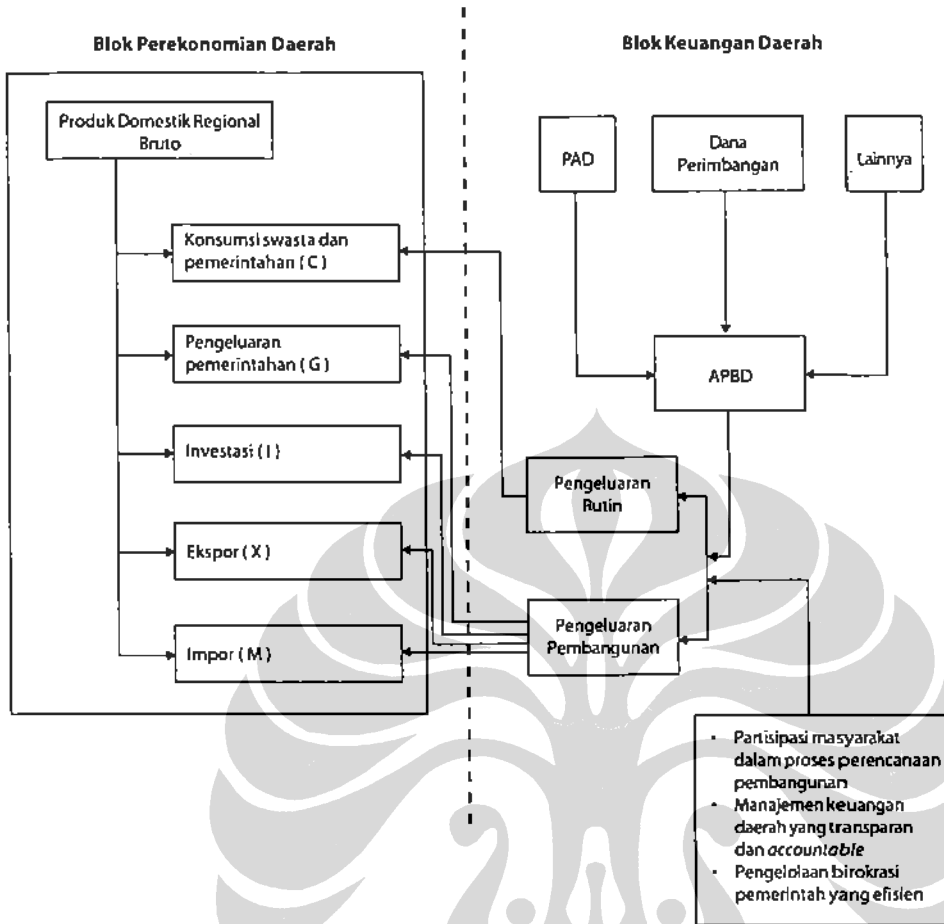 Blok Perekonomian Daerah
Produk Domestik Regional
Bruto
Konsumsi swasta dan
pemerintahan ( C )
Pengeluaran
pemerintahan ( G )
Investasi ( I )
Ekspor ( X )
Impor ( M )
Blok Keuangan Daerah
PAD
Dana
Perimbangan
Lainnya
APBD
Pengeluaran
Rutin
Pengeluaran
Pembangunan
• Partisipasi masyarakat
dalam proses perencanaan
pembangunan
• Manajemen keuangan
daerah yang transparan
dan accountable
• Pengelolaan birokrasi
pemerintah yang efisien